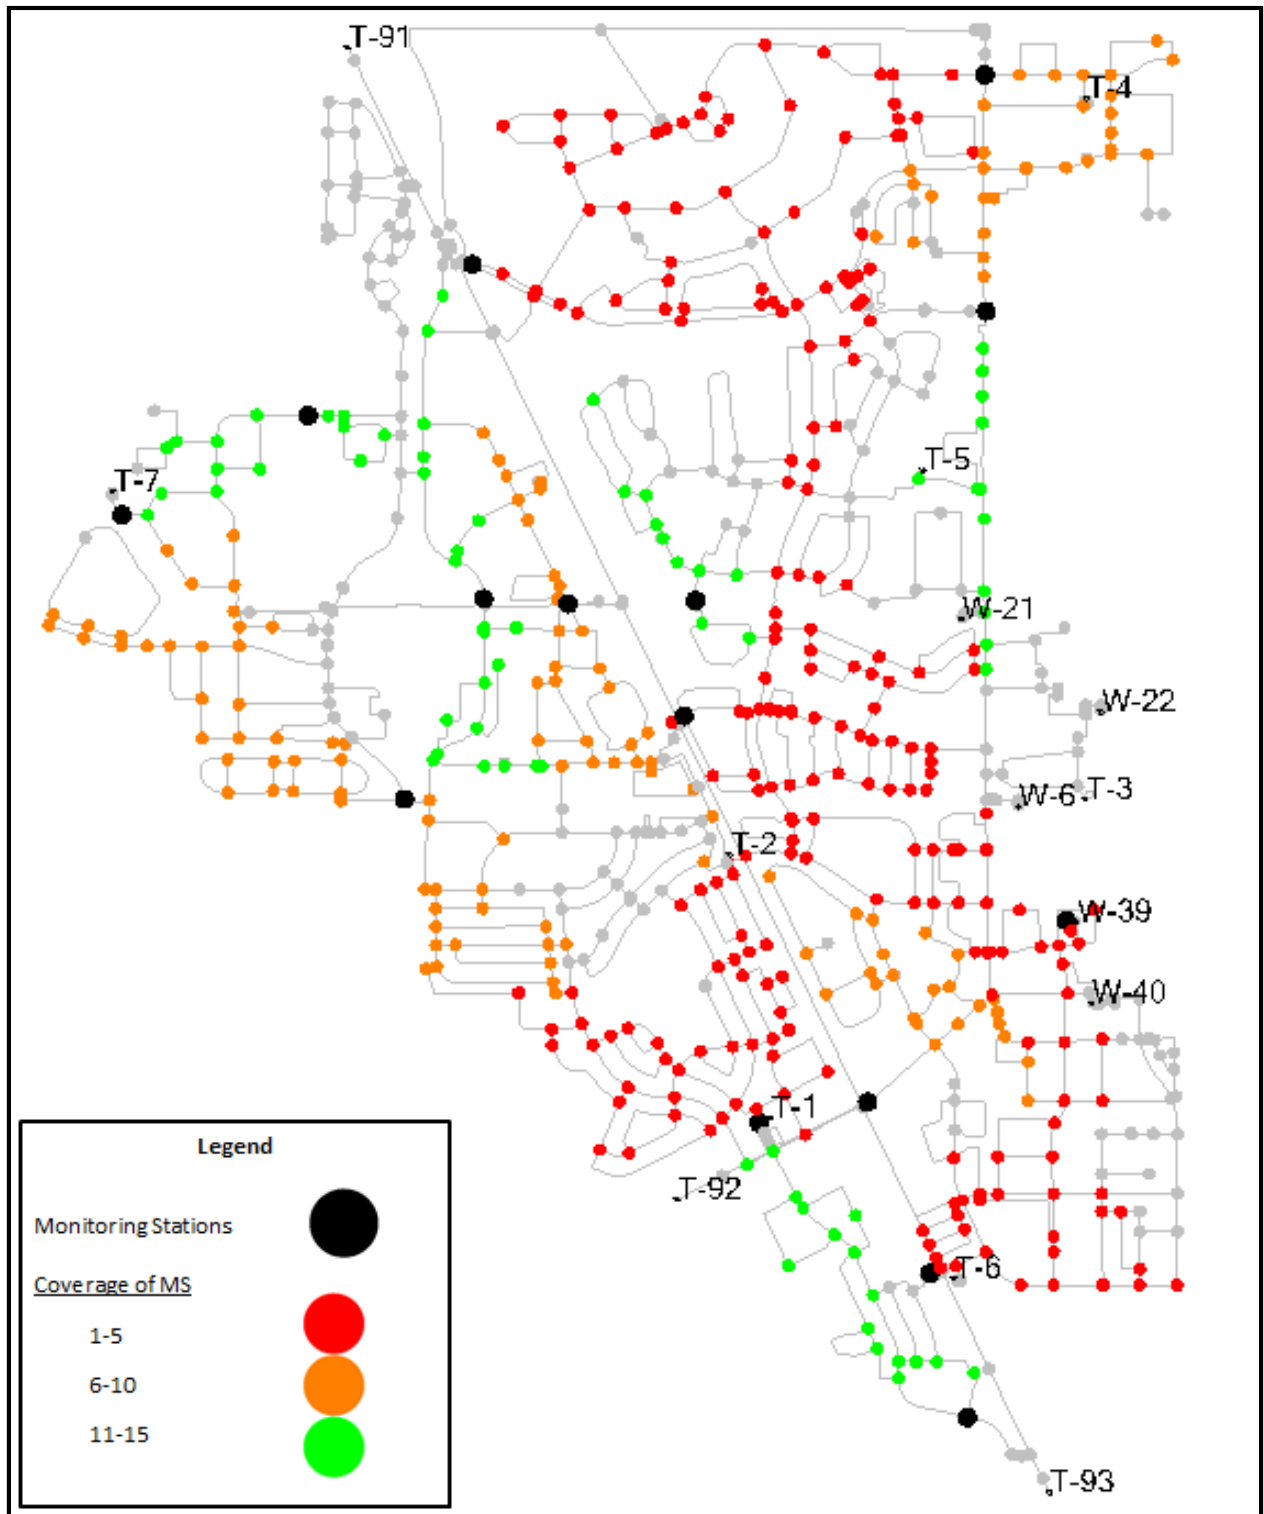 T-91
T-4
T-5
T-7
W-21
W-22
W-6
T-3
T-2
W-39
W-40
T-1
T-92
T-6
T-93
Legend
Monitoring Stations
Coverage of MS
1-5
6-10
11-15